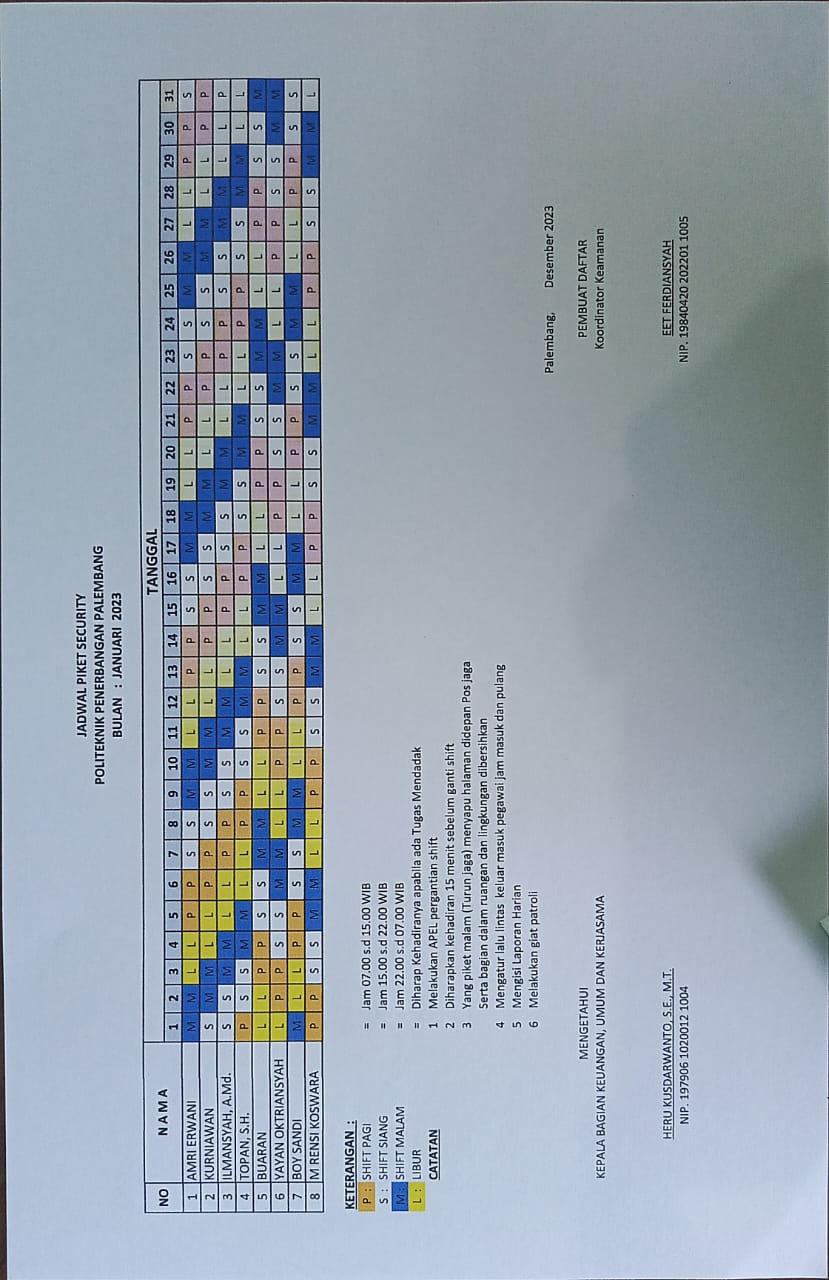 JADWAL PIKET SECURITY
POLITEKNIK PENERBANGAN PALEMBANG
BULAN : JANUARI 2023
NO N A M A TANGGAL
1 2 3 4 5 6 7 8 9 10 11 12 13 14 15 16 17 18 19 20 21 22 23 24 25 26 27 28 29 30 31
1 AMRI ERWANI M M L L P P S S M M L L P P S S M M L L P P S S M M L L P P S
2 KURNIAWAN S M M L L P P S S M M L L P P S S M M L L P P S S M M L L P P
3 ILMANSYAH, A.Md. S S M M L L P P S S M M L L P P S S M M L L P P S S M M L L P
4 TOPAN, S.H. P S S M M L L P P S S M M L L P P S S M M L L P P S S M M L L
5 BUARAN L L P P S S M M L L P P S S M M L L P P S S M M L L P P S S M
6 YAYAN OKTRIANSYAH L P P S S M M L L P P S S M M L L P P S S M M L L P P S S M M
7 BOY SANDI M L L P P S S M M L L P P S S M M L L P P S S M M L L P P S S
8 M RENSI KOSWARA P P S S M M L L P P S S M M L L P P S S M M L L P P S S M M L
KETERANGAN :
P : SHIFT PAGI = Jam 07.00 s.d 15.00 WIB
S : SHIFT SIANG = Jam 15.00 s.d 22.00 WIB
M : SHIFT MALAM = Jam 22.00 s.d 07.00 WIB
L : LIBUR = Diharap Kehadiranya apabila ada Tugas Mendadak
CATATAN 1 Melakukan APEL pergantian shift
2 Diharapkan kehadiran 15 menit sebelum ganti shift
3 Yang piket malam (Turun jaga) menyapu halaman didepan Pos jaga
Serta bagian dalam ruangan dan lingkungan dibersihkan
4 Mengatur lalu lintas keluar masuk pegawai jam masuk dan pulang
5 Mengisi Laporan Harian
6 Melakukan giat patroli
Palembang, Desember 2023
MENGETAHUI PEMBUAT DAFTAR
KEPALA BAGIAN KEUANGAN, UMUM DAN KERJASAMA Koordinator Keamanan
HERU KUSDARWANTO, S.E., M.T. EET FERDIANSYAH
NIP. 197906 1020012 1004 NIP. 19840420 202201 1005